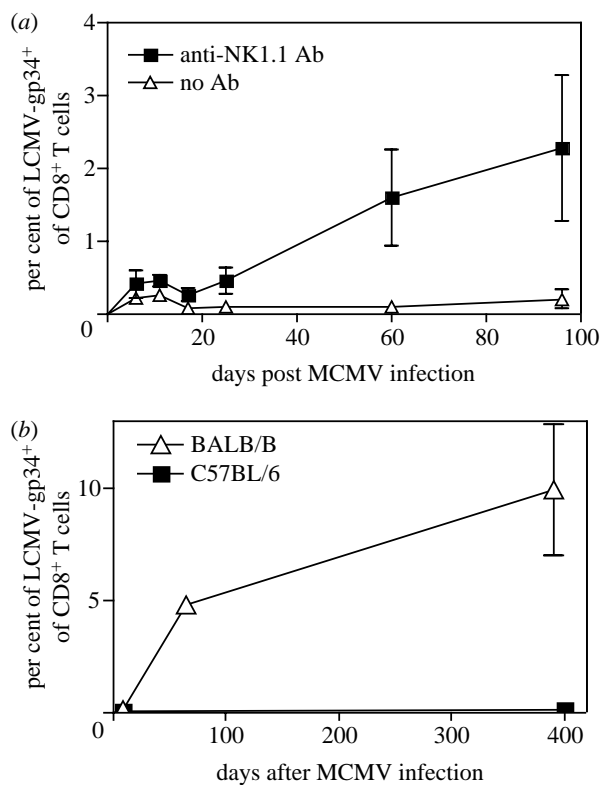 (a)
4
3
2
1
0
anti-NK1.1 Ab
no Ab
per cent of LCMV-gp34+
of CD8+ T cells
20
40
60
80
100
days post MCMV infection
(b)
10
5
0
BALB/B
C57BL/6
per cent of LCMV-gp34+
of CD8+ T cells
100
200
300
400
days after MCMV infection